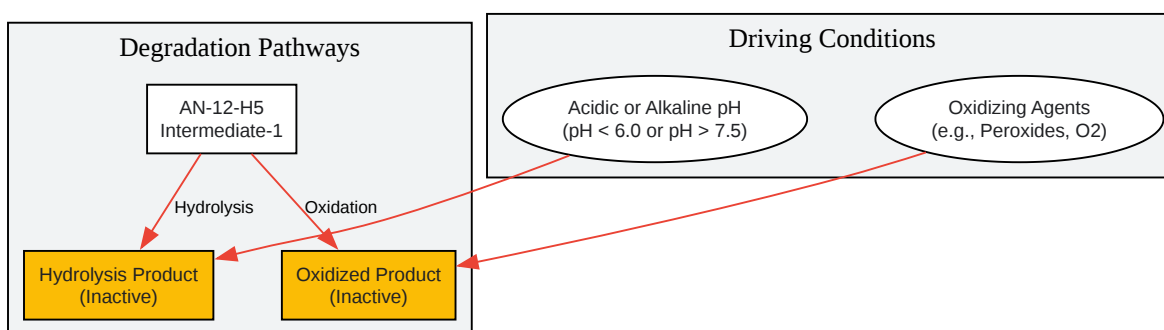 Degradation Pathways
AN-12-H5
Intermediate-1
Hydrolysis
Oxidation
Hydrolysis Product
(Inactive)
Oxidized Product
(Inactive)
Driving Conditions
Acidic or Alkaline pH
(pH < 6.0 or pH > 7.5)
Oxidizing Agents
(e.g., Peroxides, O2)